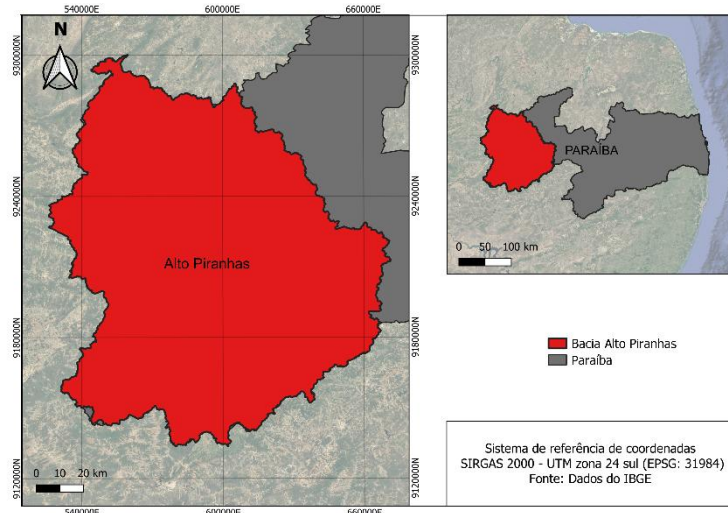 540000E
600000E
660000E
N
9300000N
9240000N
9180000N
9120000N
Alto Piranhas
0 10 20 km
9300000N
9240000N
9180000N
9120000N
540000E
600000E
660000E
PARAÍBA
0 50 100 km
Bacia Alto Piranhas
Paraíba
Sistema de referência de coordenadas
SIRGAS 2000 - UTM zona 24 sul (EPSG: 31984)
Fonte: Dados do IBGE